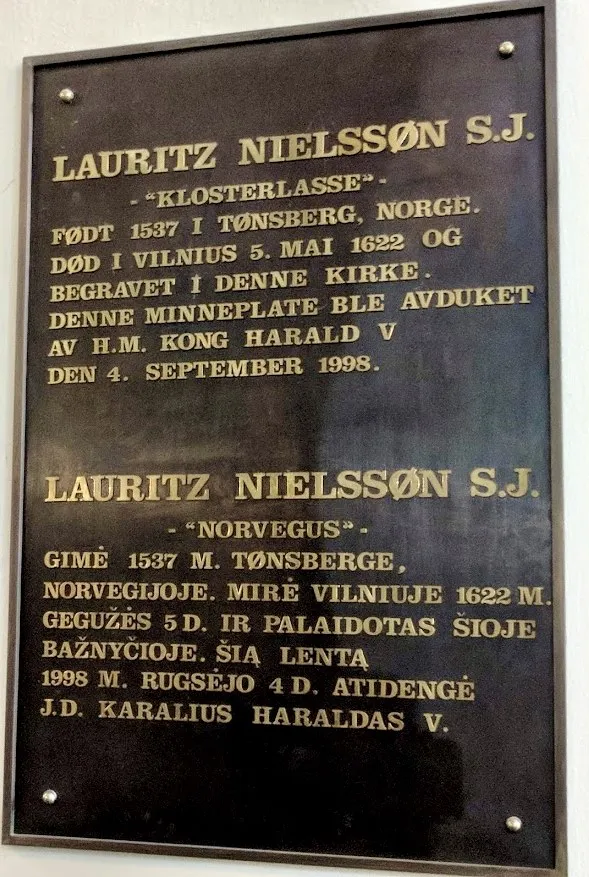 LAURITZ NIELSSØN S.J.
- "KLOSTERLASSE" -
FØDT 1537 I TØNSBERG, NORGE.
DØD I VILNIUS 5. MAI 1622 OG
BEGRAVET I DENNE KIRKE.
DENNE MINNEPLATE BLE AVDUKET
AV H.M. KONG HARALD V
DEN 4. SEPTEMBER 1998.
LAURITZ NIELSSØN S.J.
- "NORVEGUS" -
GIMĖ 1537 M. TØNSBERGE,
NORVEGIJOJE. MIRĖ VILNIUJE 1622 M.
GEGUŽĖS 5 D. IR PALAIDOTAS ŠIOJE
BAŽNYČIOJE. ŠIĄ LENTĄ
1998 M. RUGSĖJO 4 D. ATIDENGĖ
J.D. KARALIUS HARALDAS V.